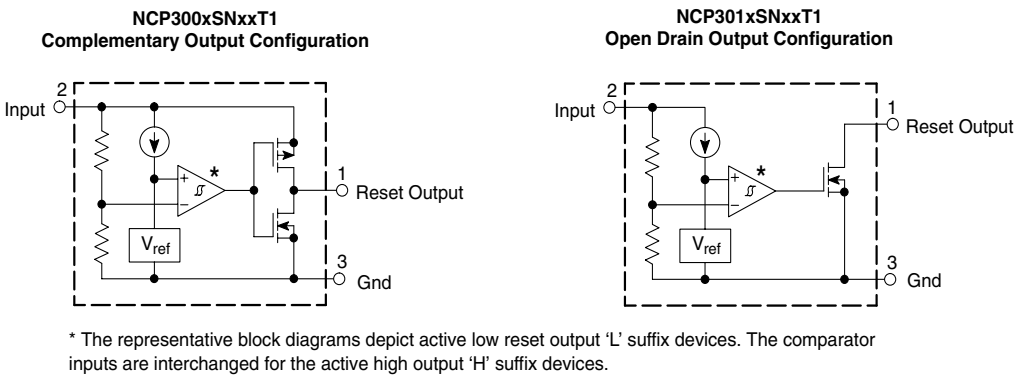 NCP300xSNxxT1
Complementary Output Configuration
2
Input
*
+
−
Vref
1
Reset Output
3
Gnd
NCP301xSNxxT1
Open Drain Output Configuration
2
Input
*
+
−
Vref
1
Reset Output
3
Gnd
* The representative block diagrams depict active low reset output ‘L’ suffix devices. The comparator
inputs are interchanged for the active high output ‘H’ suffix devices.